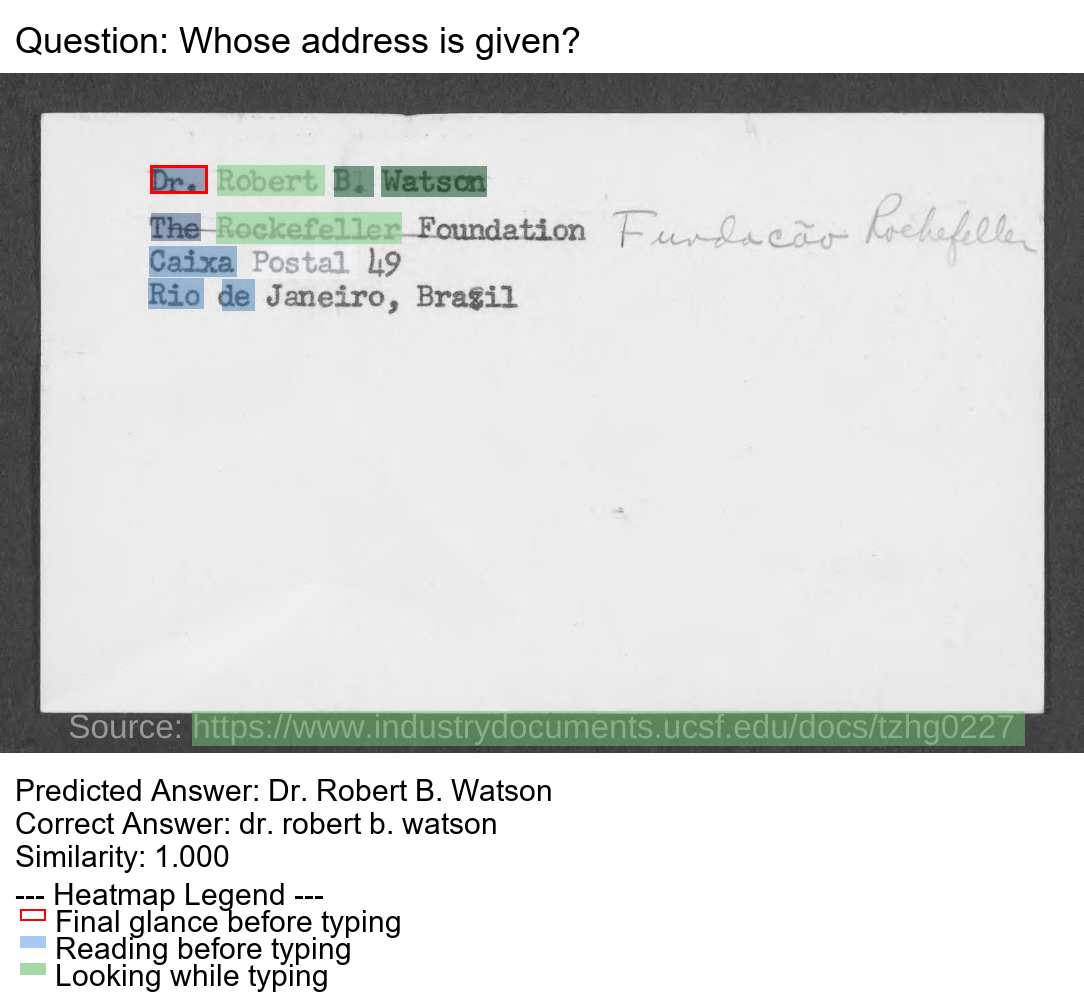 Question: Whose address is given?
Dr. Robert B. Watson
The Rockefeller Foundation Fundacão Rockefeller
Caixa Postal 49
Rio de Janeiro, Brazil
Source: https://www.industrydocuments.ucsf.edu/docs/tzhg0227
Predicted Answer: Dr. Robert B. Watson
Correct Answer: dr. robert b. watson
Similarity: 1.000
--- Heatmap Legend ---
Final glance before typing
Reading before typing
Looking while typing